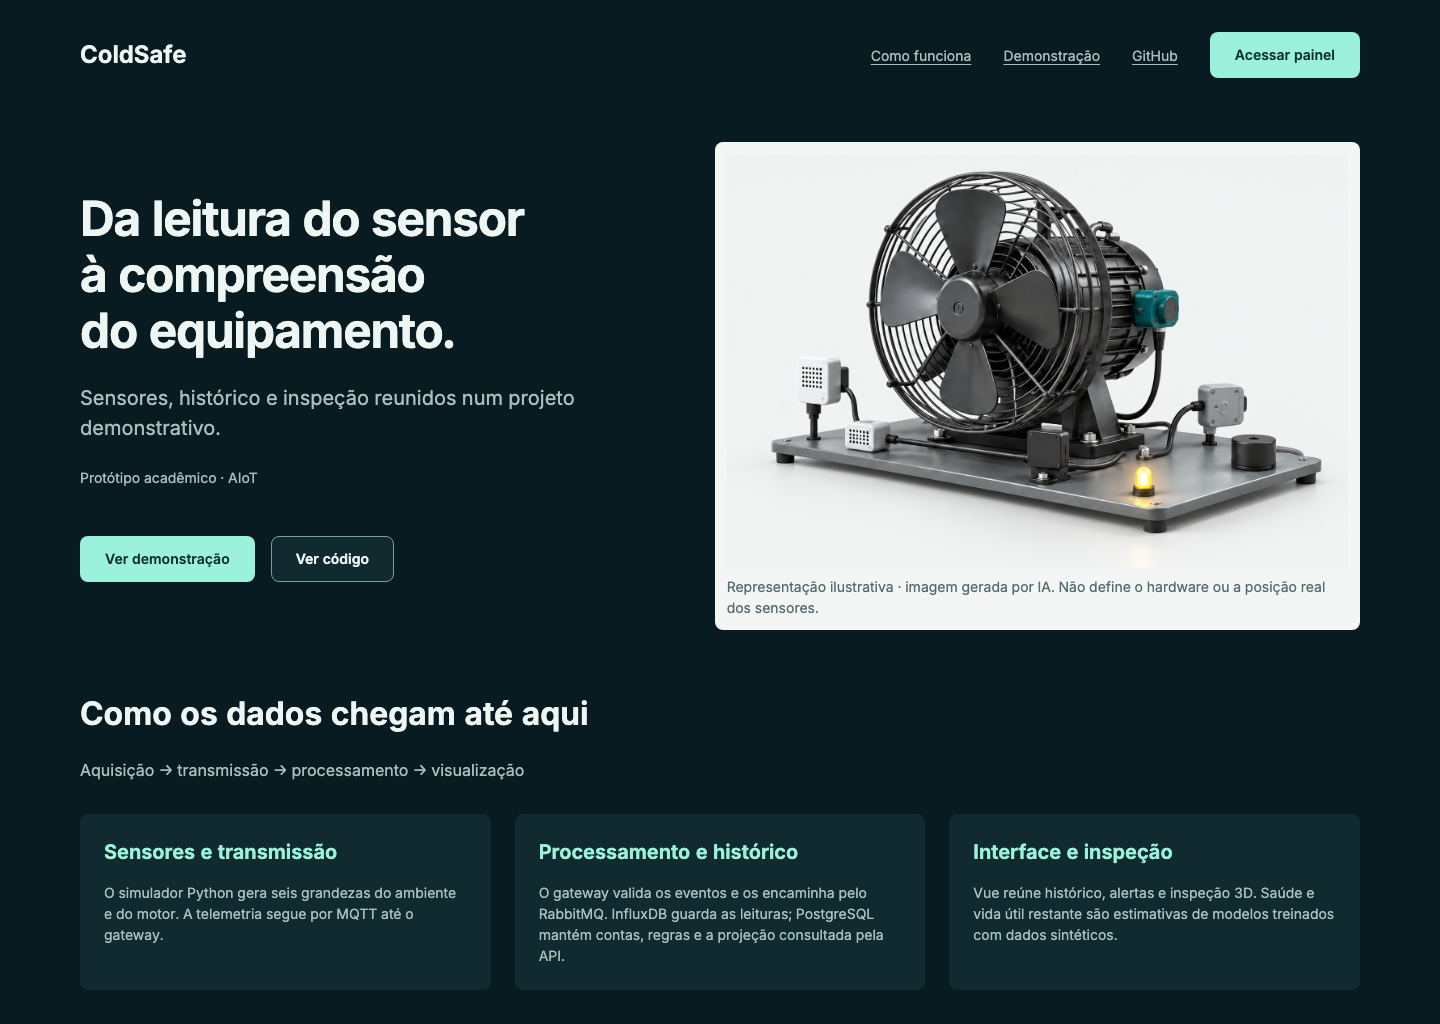 ColdSafe
Como funciona
Demonstração
GitHub
Acessar painel
Da leitura do sensor
à compreensão
do equipamento.
Sensores, histórico e inspeção reunidos num projeto
demonstrativo.
Protótipo acadêmico · AIoT
Ver demonstração
Ver código
Representação ilustrativa · imagem gerada por IA. Não define o hardware ou a posição real
dos sensores.
Como os dados chegam até aqui
Aquisição → transmissão → processamento → visualização
Sensores e transmissão
O simulador Python gera seis grandezas do ambiente
e do motor. A telemetria segue por MQTT até o
gateway.
Processamento e histórico
O gateway valida os eventos e os encaminha pelo
RabbitMQ. InfluxDB guarda as leituras; PostgreSQL
mantém contas, regras e a projeção consultada pela
API.
Interface e inspeção
Vue reúne histórico, alertas e inspeção 3D. Saúde e
vida útil restante são estimativas de modelos treinados
com dados sintéticos.